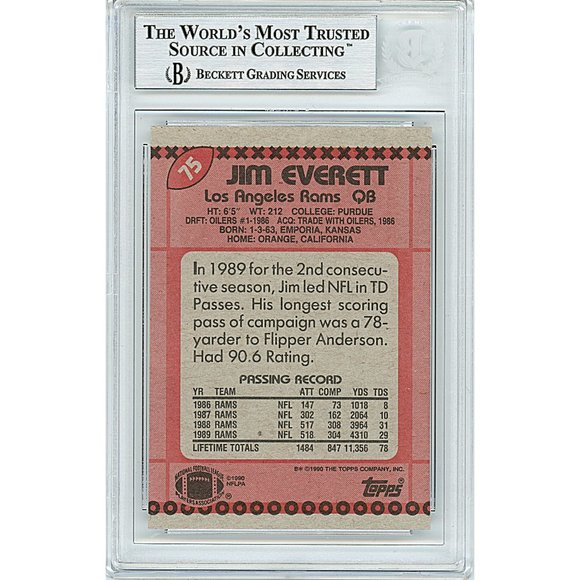 THE WORLD'S MOST TRUSTED
SOURCE IN COLLECTING™
B BECKETT GRADING SERVICES
75
JIM EVERETT
Los Angeles Rams QB
HT: 6'5" WT: 212 COLLEGE: PURDUE
DRFT: OILERS #1-1986 ACQ: TRADE WITH OILERS, 1986
BORN: 1-3-63, EMPORIA, KANSAS
HOME: ORANGE, CALIFORNIA
In 1989 for the 2nd consecu-
tive season, Jim led NFL in TD
Passes. His longest scoring
pass of campaign was a 78-
yarder to Flipper Anderson.
Had 90.6 Rating.
PASSING RECORD
YR TEAM ATT COMP YDS TDS
1986 RAMS NFL 147 73 1018 8
1987 RAMS NFL 302 162 2064 10
1988 RAMS NFL 517 308 3964 31
1989 RAMS NFL 518 304 4310 29
LIFETIME TOTALS 1484 847 11,356 78
B* ©1990 THE TOPPS COMPANY, INC.
NATIONAL FOOTBALL LEAGUE
PLAYERS ASSOCIATION
©1990
NFLPA
Topps®